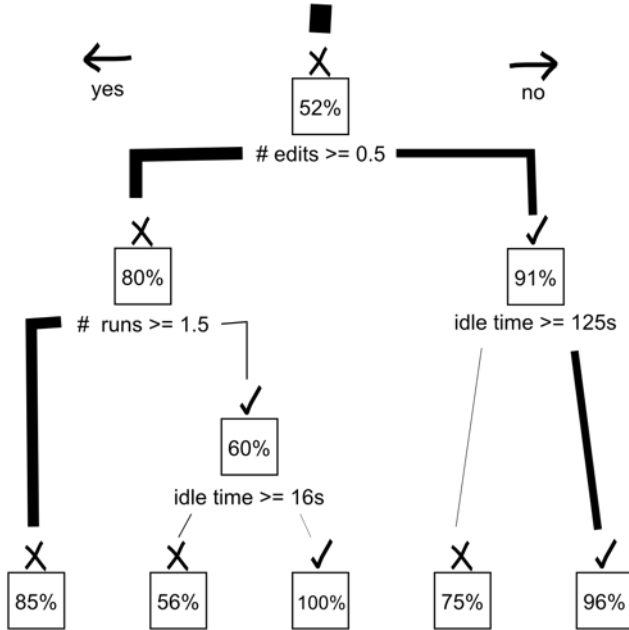 yes
no
52%
# edits >= 0.5
80%
91%
# runs >= 1.5
idle time >= 125s
60%
idle time >= 16s
85%
56%
100%
75%
96%